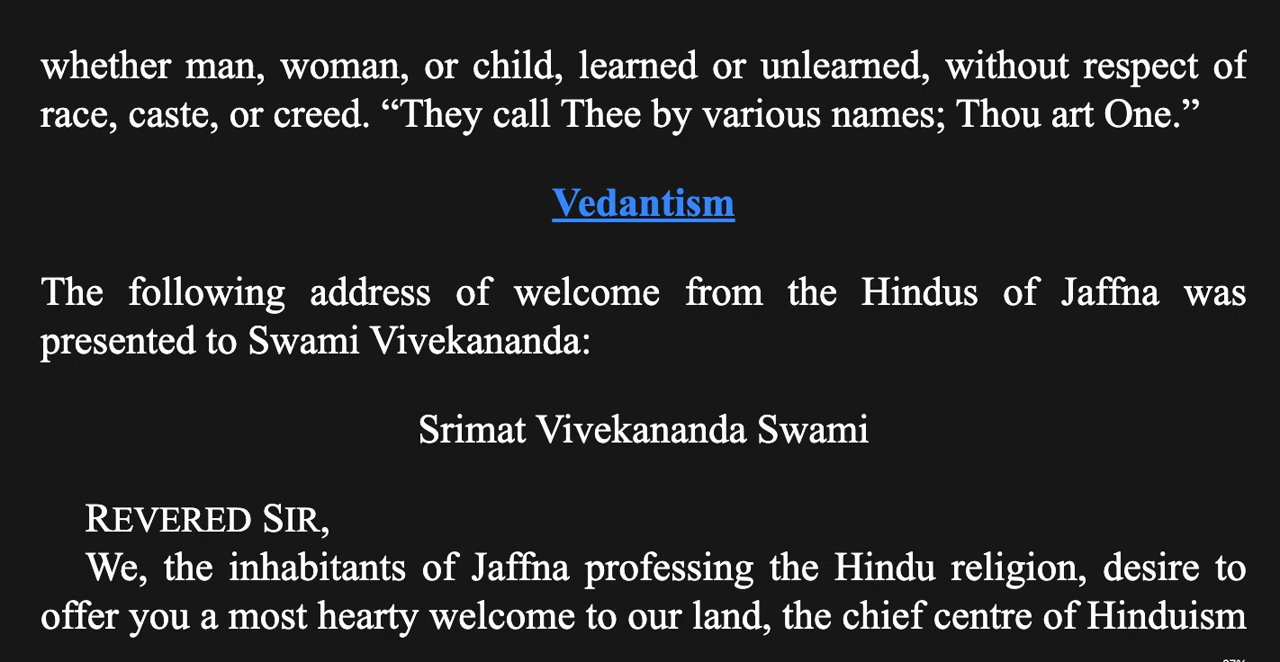 whether man, woman, or child, learned or unlearned, without respect of
race, caste, or creed. “They call Thee by various names; Thou art One.”
Vedantism
The following address of welcome from the Hindus of Jaffna was
presented to Swami Vivekananda:
Srimat Vivekananda Swami
REVERED SIR,
We, the inhabitants of Jaffna professing the Hindu religion, desire to
offer you a most hearty welcome to our land, the chief centre of Hinduism